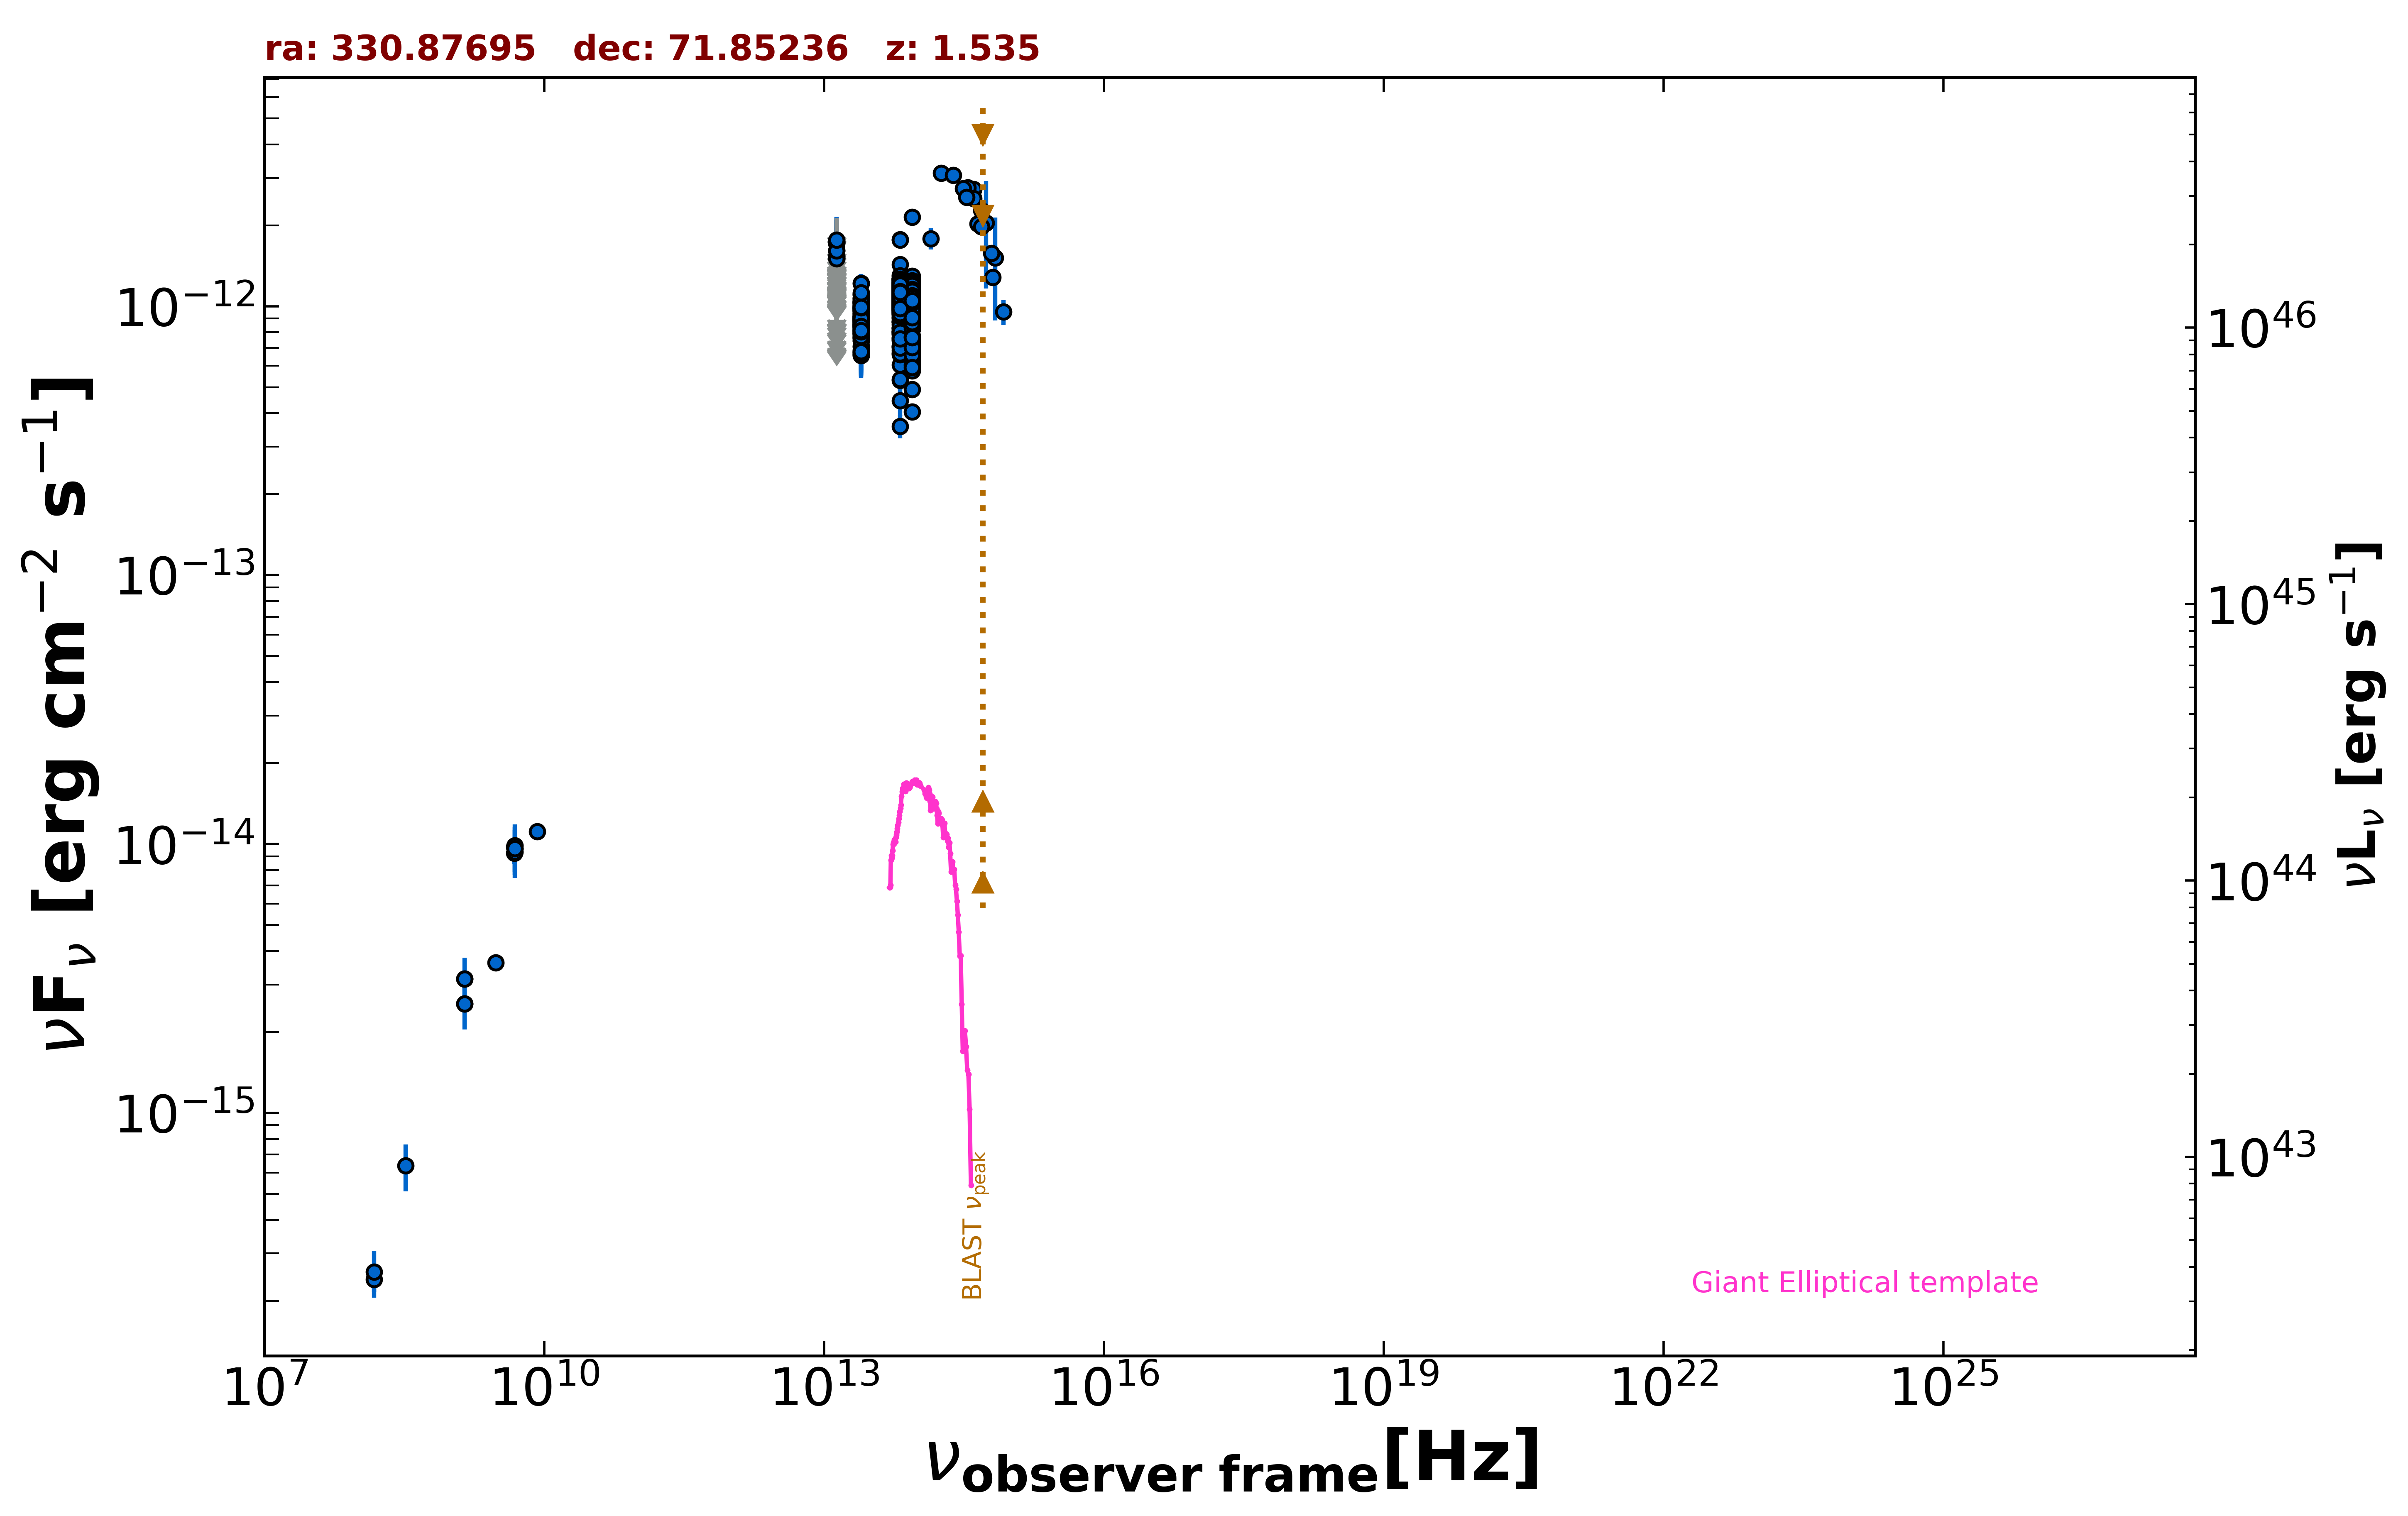 ra: 330.87695   dec: 71.85236   z: 1.535
νF_ν [erg cm^−2 s^−1]
10^−12
10^−13
10^−14
10^−15
10^46
10^45
10^44
10^43
νL_ν [erg s^−1]
BLAST ν_peak
Giant Elliptical template
10^7 10^10 10^13 10^16 10^19 10^22 10^25
ν_observer frame [Hz]